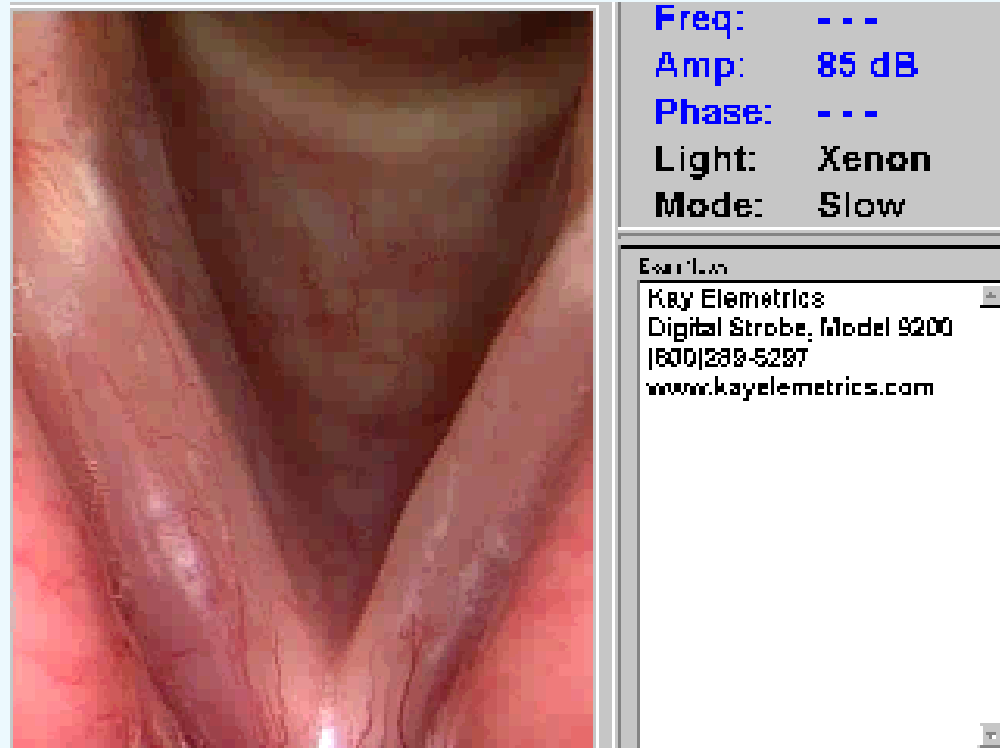 Freq: - - -
Amp: 85 dB
Phase: - - -
Light: Xenon
Mode: Slow
Kay Elemetrics
Digital Strobe, Model 9200
www.kayelemetrics.com